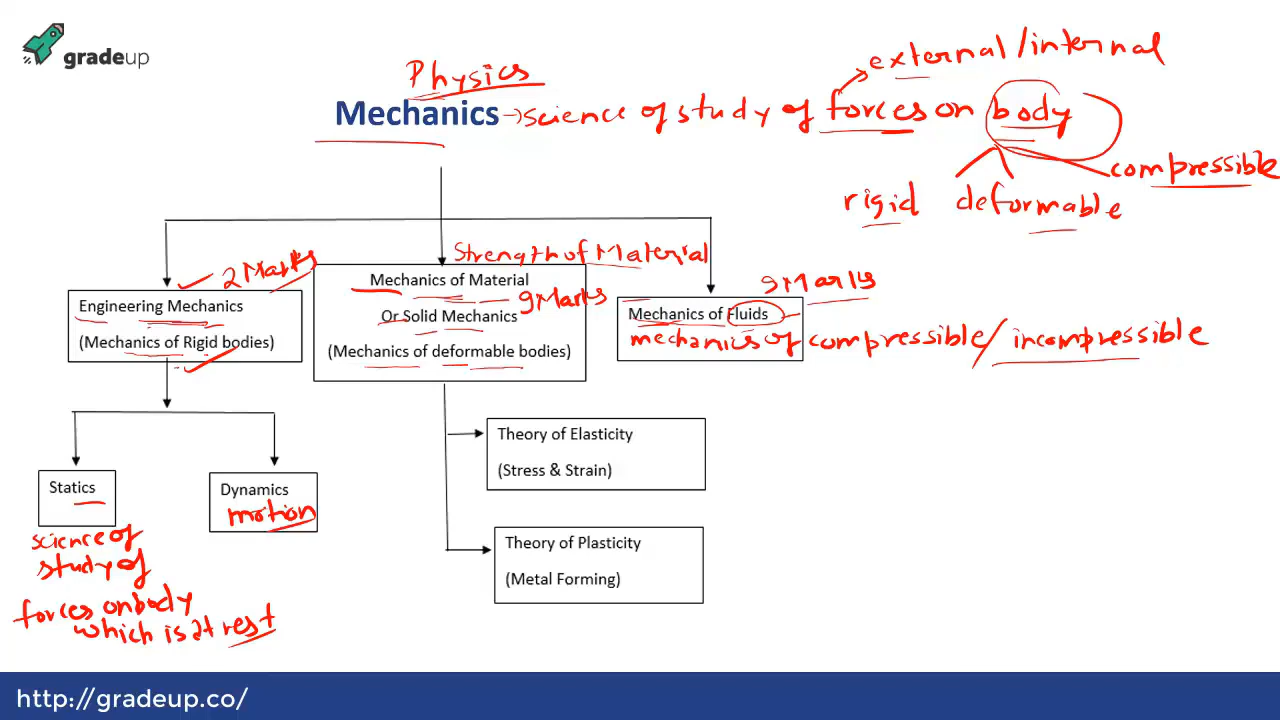 gradeup
Physics
external/internal
Mechanics → science of study of forces on body
compressible
rigid deformable
2 Marks
Strength of Material
Engineering Mechanics
(Mechanics of Rigid bodies)
Mechanics of Material
9 Marks
Or Solid Mechanics
(Mechanics of deformable bodies)
9 Marks
Mechanics of Fluids
mechanics of compressible/incompressible
Theory of Elasticity
(Stress & Strain)
Statics
science of
study of
forces on body
which is at rest
Dynamics
motion
Theory of Plasticity
(Metal Forming)
http://gradeup.co/